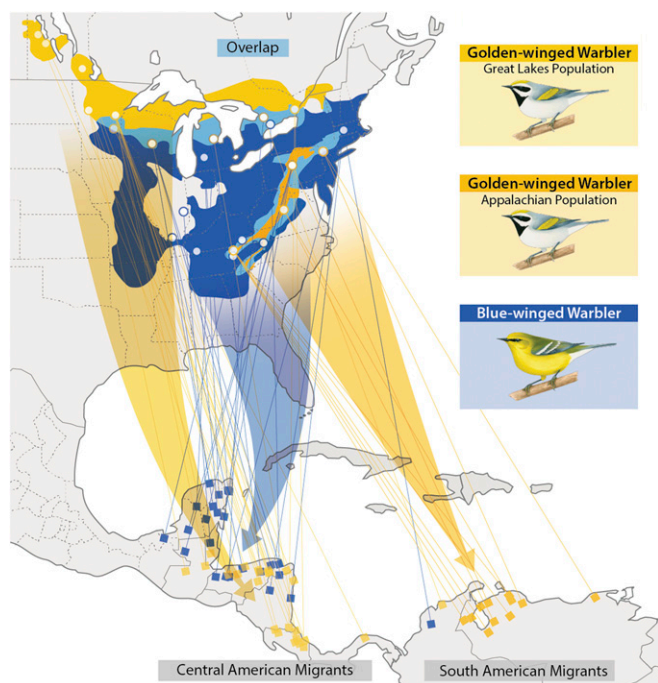 Overlap
Golden-winged Warbler
Great Lakes Population
Golden-winged Warbler
Appalachian Population
Blue-winged Warbler
Central American Migrants
South American Migrants